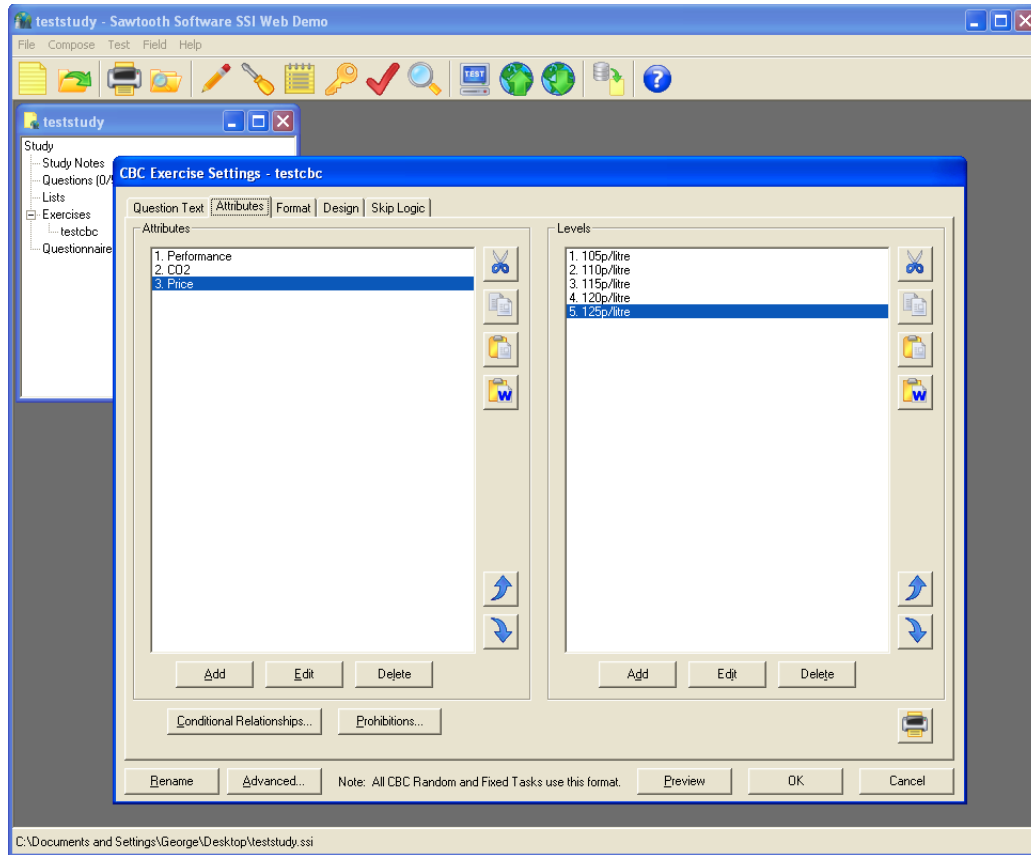 teststudy - Sawtooth Software SSI Web Demo
File Compose Test Field Help
TEST
teststudy
Study
Study Notes
Questions (0/
Lists
Exercises
testcbc
Questionnaire
CBC Exercise Settings - testcbc
Question Text Attributes Format Design Skip Logic
Attributes
1. Performance
2. CO2
3. Price
W
Add Edit Delete
Levels
1. 105p/litre
2. 110p/litre
3. 115p/litre
4. 120p/litre
5. 125p/litre
W
Add Edit Delete
Conditional Relationships... Prohibitions...
Rename Advanced... Note: All CBC Random and Fixed Tasks use this format. Preview OK Cancel
C:\Documents and Settings\George\Desktop\teststudy.ssi